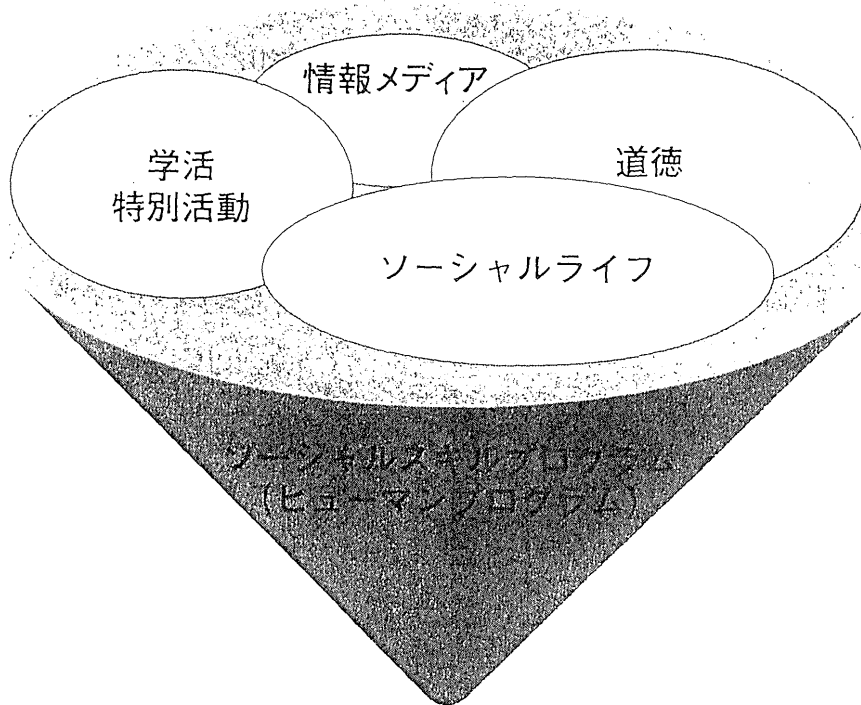 情報メディア
学活
特別活動
道徳
ソーシャルライフ
ソーシャルスキルプログラム
(ヒューマンプログラム)